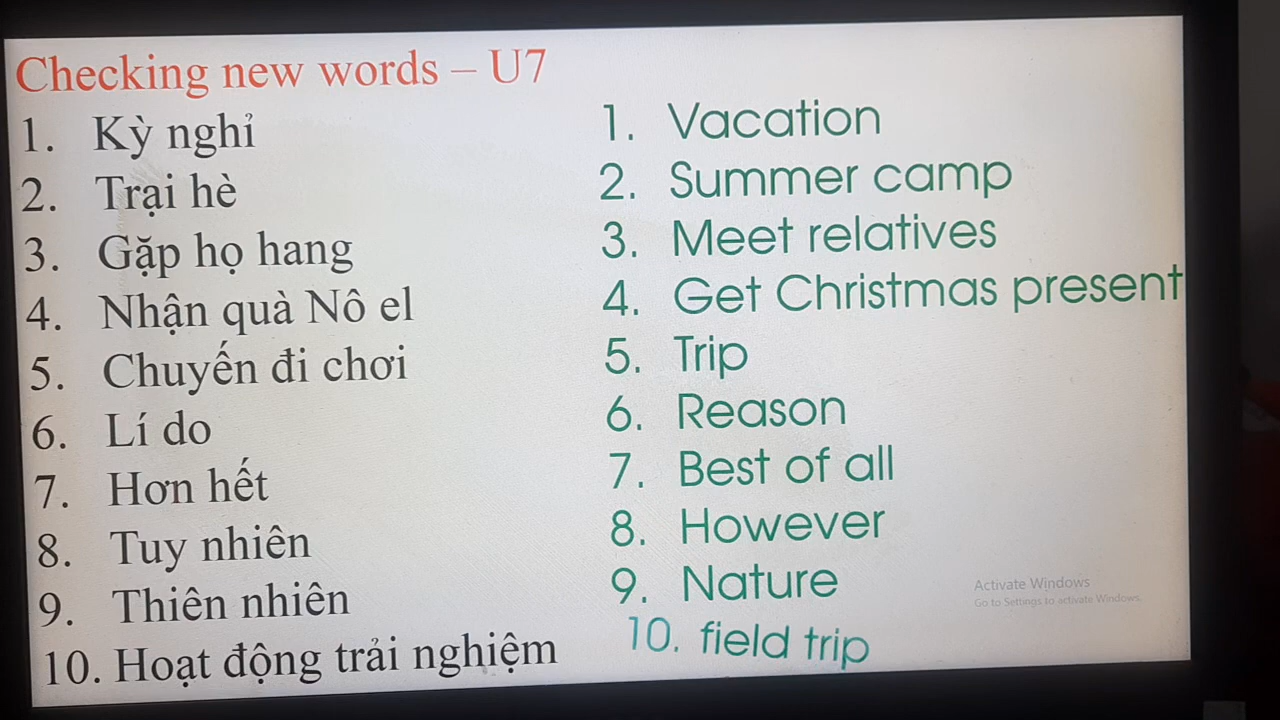 Checking new words – U7
1. Kỳ nghỉ
2. Trại hè
3. Gặp họ hang
4. Nhận quà Nô el
5. Chuyến đi chơi
6. Lí do
7. Hơn hết
8. Tuy nhiên
9. Thiên nhiên
10. Hoạt động trải nghiệm
1. Vacation
2. Summer camp
3. Meet relatives
4. Get Christmas present
5. Trip
6. Reason
7. Best of all
8. However
9. Nature
10. field trip
Activate Windows
Go to Settings to activate Windows.